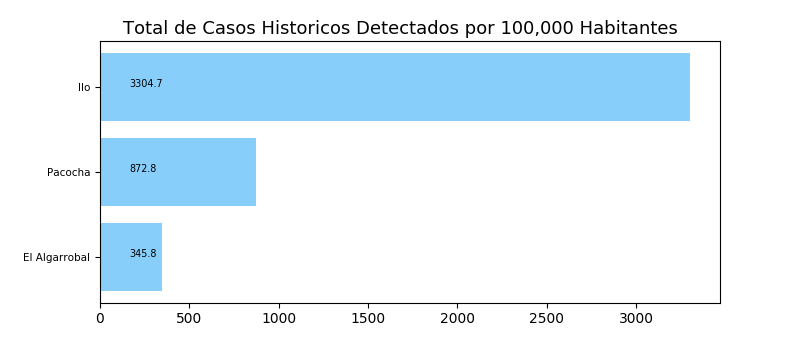 Total de Casos Historicos Detectados por 100,000 Habitantes
Ilo
3304.7
Pacocha
872.8
El Algarrobal
345.8
0 500 1000 1500 2000 2500 3000